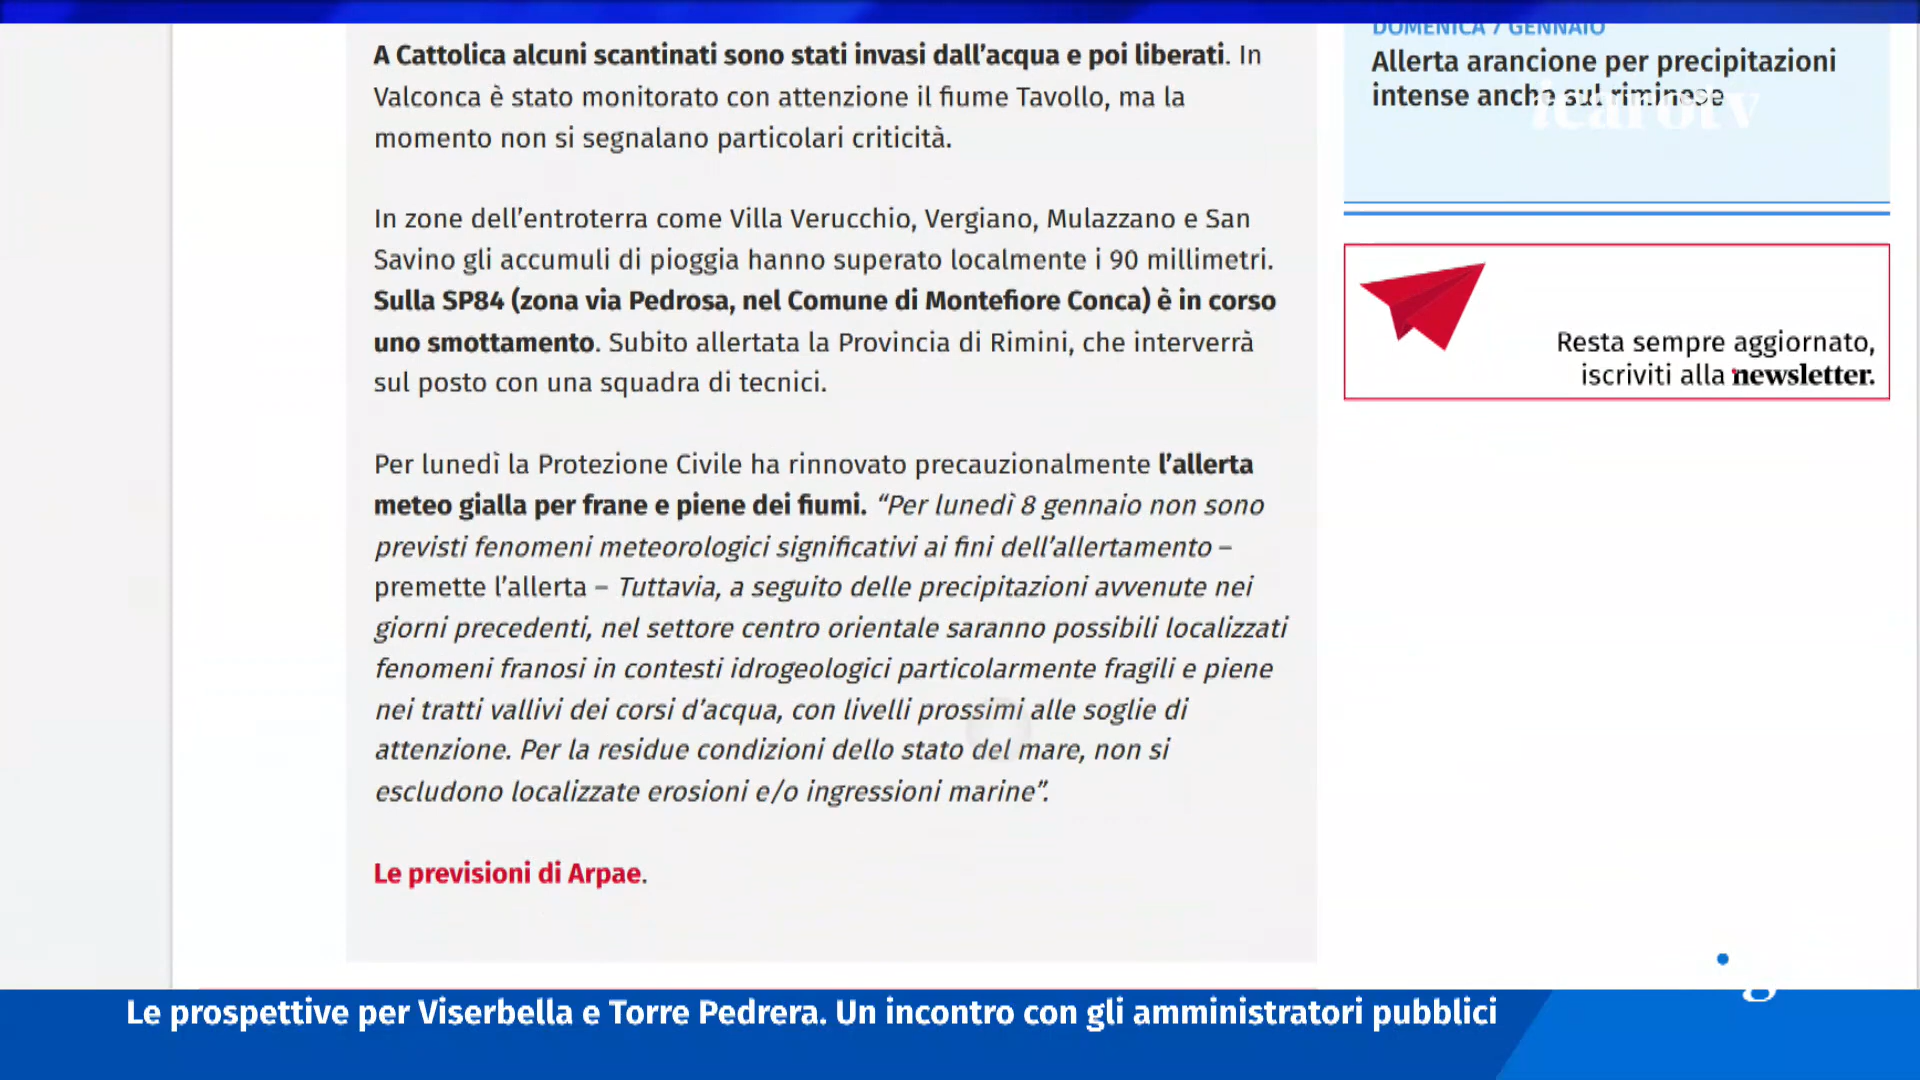 A Cattolica alcuni scantinati sono stati invasi dall’acqua e poi liberati. In
Valconca è stato monitorato con attenzione il fiume Tavollo, ma la
momento non si segnalano particolari criticità.
In zone dell’entroterra come Villa Verucchio, Vergiano, Mulazzano e San
Savino gli accumuli di pioggia hanno superato localmente i 90 millimetri.
Sulla SP84 (zona via Pedrosa, nel Comune di Montefiore Conca) è in corso
uno smottamento. Subito allertata la Provincia di Rimini, che interverrà
sul posto con una squadra di tecnici.
Per lunedì la Protezione Civile ha rinnovato precauzionalmente l’allerta
meteo gialla per frane e piene dei fiumi. “Per lunedì 8 gennaio non sono
previsti fenomeni meteorologici significativi ai fini dell’allertamento –
premette l’allerta – Tuttavia, a seguito delle precipitazioni avvenute nei
giorni precedenti, nel settore centro orientale saranno possibili localizzati
fenomeni franosi in contesti idrogeologici particolarmente fragili e piene
nei tratti vallivi dei corsi d’acqua, con livelli prossimi alle soglie di
attenzione. Per la residue condizioni dello stato del mare, non si
escludono localizzate erosioni e/o ingressioni marine”.
Le previsioni di Arpae.
DOMENICA 7 GENNAIO
Allerta arancione per precipitazioni
intense anche sul riminese
icarotv
Resta sempre aggiornato,
iscriviti alla newsletter.
Le prospettive per Viserbella e Torre Pedrera. Un incontro con gli amministratori pubblici